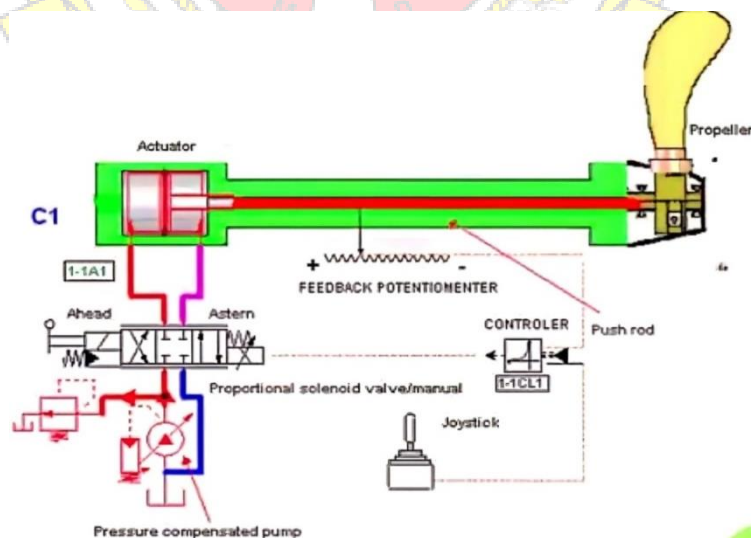 Propeller
Actuator
C1
1-1A1
+
-
FEEDBACK POTENTIOMENTER
Ahead
Astern
CONTROLER
Push rod
1-1CL1
Proportional solenoid valve/manual
Joystick
Pressure compensated pump